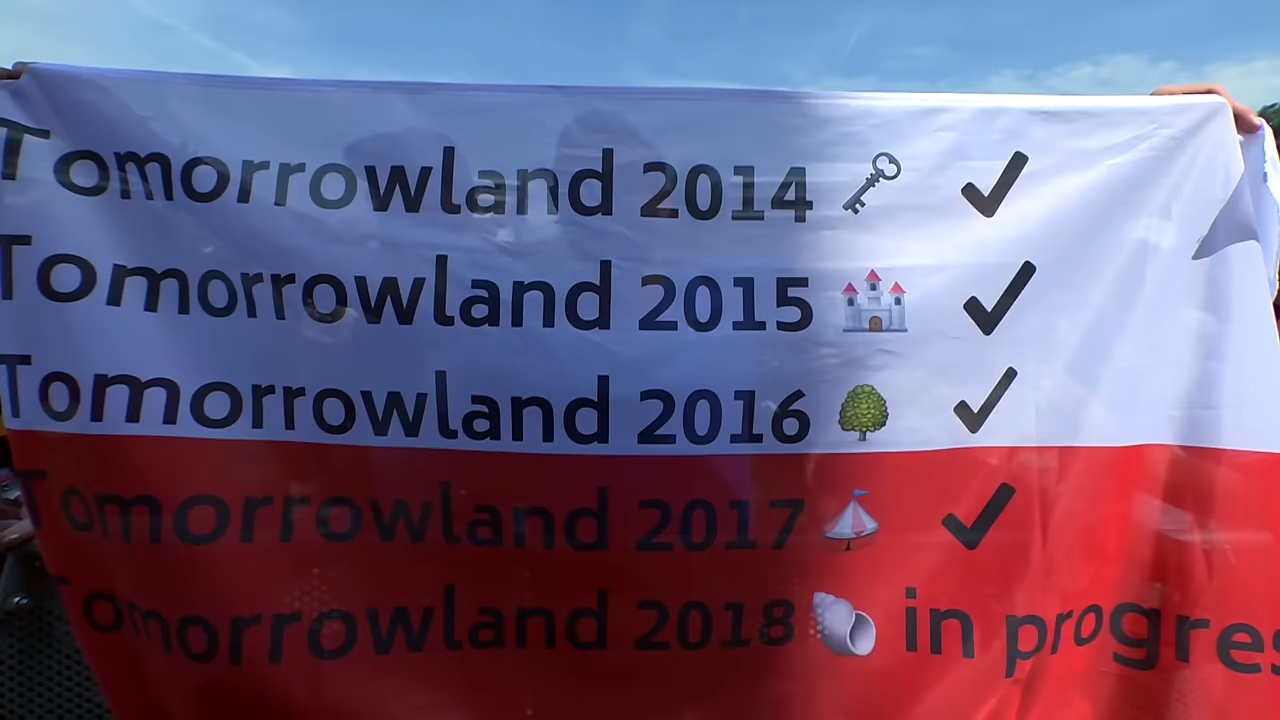 Tomorrowland 2014 🗝 ✔
Tomorrowland 2015 🏰 ✔
Tomorrowland 2016 🌳 ✔
Tomorrowland 2017 🎪 ✔
Tomorrowland 2018 🐚 in progres